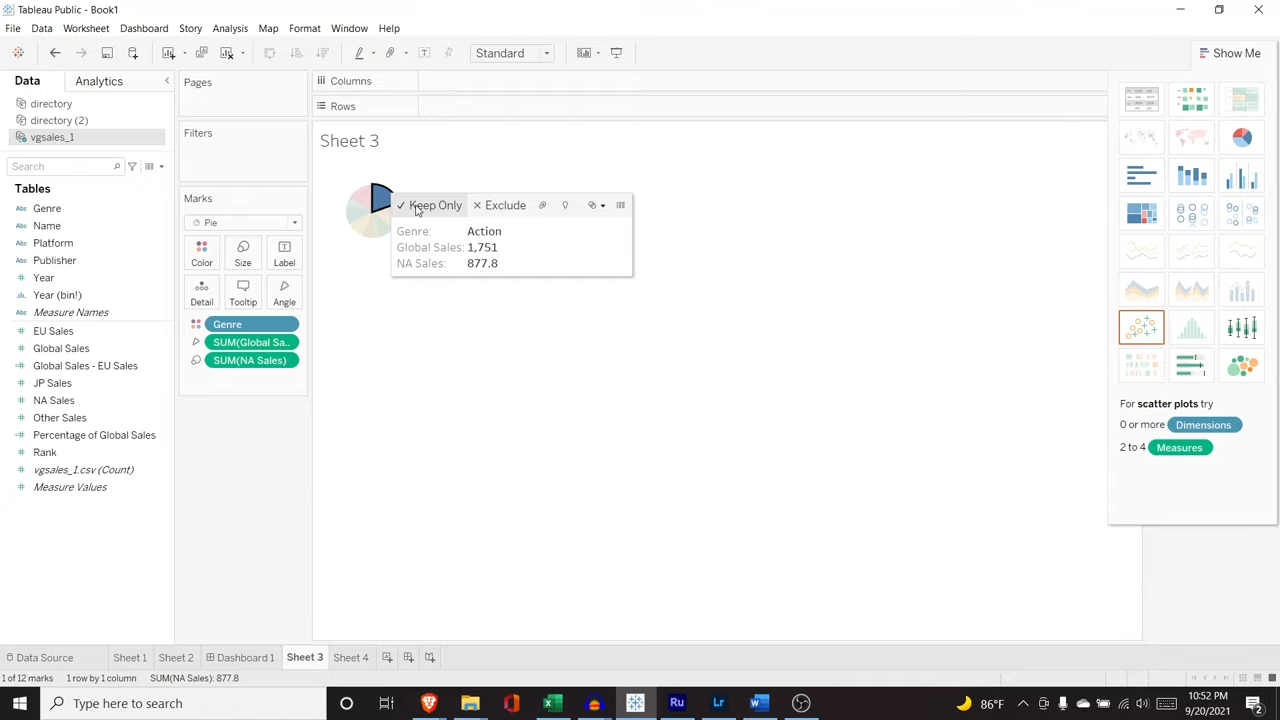 Tableau Public - Book1
File Data Worksheet Dashboard Story Analysis Map Format Window Help
Standard
Show Me
Data Analytics
Pages
Columns
Rows
directory
directory (2)
vgsales_1
Filters
Sheet 3
Search
Tables
Abc Genre
Abc Name
Abc Platform
Abc Publisher
Year
Year (bin!)
Abc Measure Names
EU Sales
Global Sales
Global Sales - EU Sales
JP Sales
NA Sales
Other Sales
Percentage of Global Sales
Rank
vgsales_1.csv (Count)
Measure Values
Marks
Pie
Color Size Label
Detail Tooltip Angle
Genre
SUM(Global Sa..
SUM(NA Sales)
Keep Only Exclude
Genre: Action
Global Sales: 1,751
NA Sales: 877.8
For scatter plots try
0 or more Dimensions
2 to 4 Measures
Data Source Sheet 1 Sheet 2 Dashboard 1 Sheet 3 Sheet 4
1 of 12 marks 1 row by 1 column SUM(NA Sales): 877.8
Type here to search
Ru
Lr
86°F
10:52 PM
9/20/2021